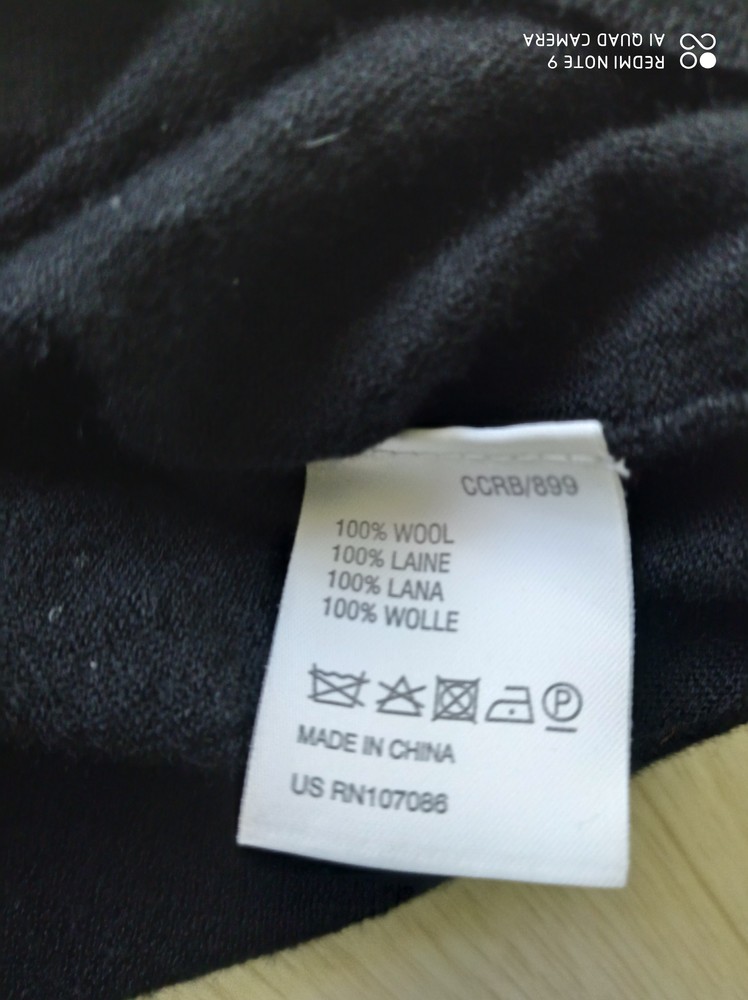 REDMI NOTE 9
AI QUAD CAMERA
CCRB/899
100% WOOL
100% LAINE
100% LANA
100% WOLLE
P
MADE IN CHINA
US RN107086